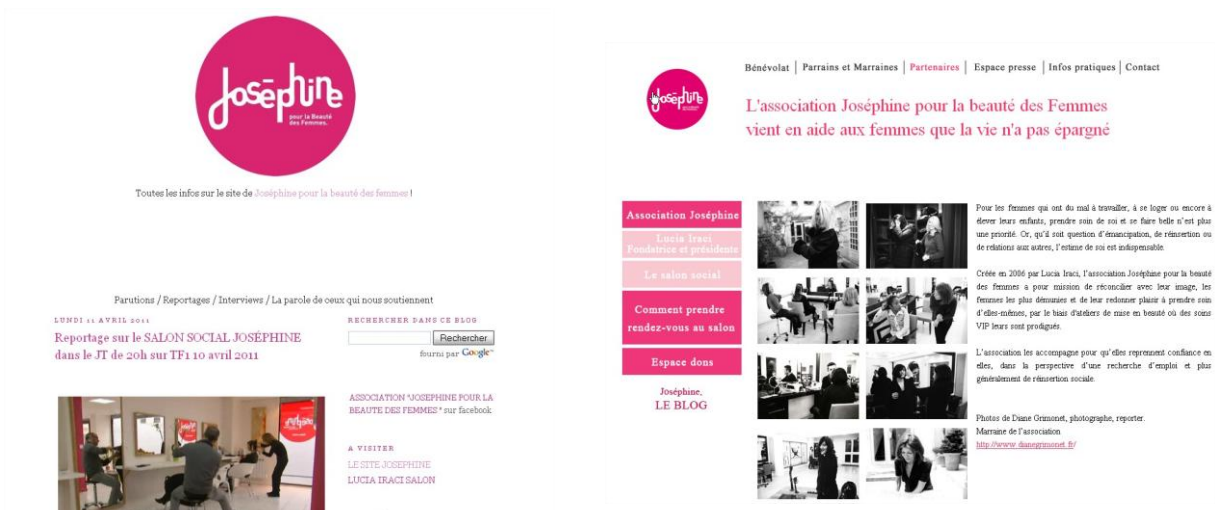 Joséphine
pour la Beauté
des Femmes.
Toutes les infos sur le site de Joséphine pour la beauté des femmes !
Parutions / Reportages / Interviews / La parole de ceux qui nous soutiennent
LUNDI 11 AVRIL 2011
Reportage sur le SALON SOCIAL JOSÉPHINE
dans le JT de 20h sur TF1 10 avril 2011
RECHERCHER DANS CE BLOG
Rechercher
fourni par Google™
ASSOCIATION "JOSEPHINE POUR LA
BEAUTE DES FEMMES " sur facebook
A VISITER
LE SITE JOSEPHINE
LUCIA IRACI SALON
Joséphine
Bénévolat | Parrains et Marraines | Partenaires | Espace presse | Infos pratiques | Contact
L'association Joséphine pour la beauté des Femmes
vient en aide aux femmes que la vie n'a pas épargné
Association Joséphine
Lucia Iraci
Fondatrice et présidente
Le salon social
Comment prendre
rendez-vous au salon
Espace dons
Joséphine,
LE BLOG
Pour les femmes qui ont du mal à travailler, à se loger ou encore à
élever leurs enfants, prendre soin de soi et se faire belle n'est plus
une priorité. Or, qu'il soit question d'émancipation, de réinsertion ou
de relations aux autres, l'estime de soi est indispensable.
Créée en 2006 par Lucia Iraci, l'association Joséphine pour la beauté
des femmes a pour mission de réconcilier avec leur image, les
femmes les plus démunies et de leur redonner plaisir à prendre soin
d'elles-mêmes, par le biais d'ateliers de mise en beauté où des soins
VIP leurs sont prodigués.
L'association les accompagne pour qu'elles reprennent confiance en
elles, dans la perspective d'une recherche d'emploi et plus
généralement de réinsertion sociale.
Photos de Diane Grimonet, photographe, reporter.
Marraine de l'association
http://www.dianegrimonet.fr/